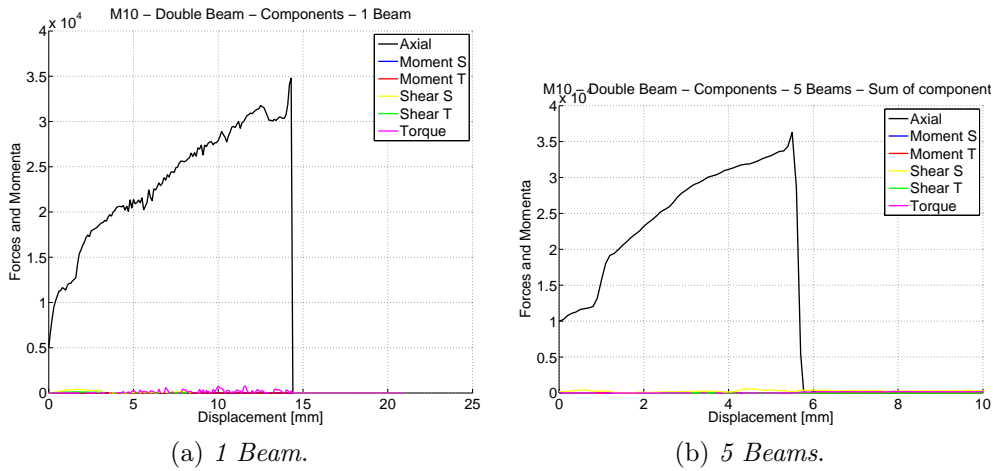 M10 – Double Beam – Components – 1 Beam
x 10⁴
4
3.5
3
2.5
2
1.5
1
0.5
0
Forces and Momenta
Axial
Moment S
Moment T
Shear S
Shear T
Torque
0 5 10 15 20 25
Displacement [mm]
(a) 1 Beam.
M10 – Double Beam – Components – 5 Beams – Sum of component
4
3.5
3
2.5
2
1.5
1
0.5
0
Forces and Momenta
Axial
Moment S
Moment T
Shear S
Shear T
Torque
0 2 4 6 8 10
Displacement [mm]
(b) 5 Beams.